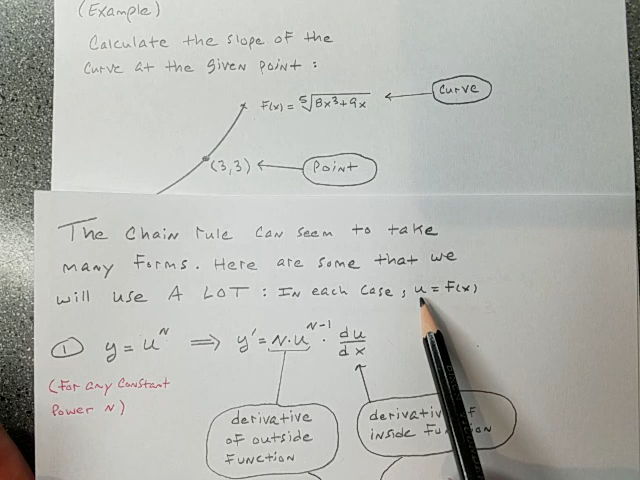 (Example)
Calculate the slope of the
curve at the given point :
F(x) = ⁵√(8x³+9x)
Curve
(3,3)
Point
The chain rule can seem to take
many forms. Here are some that we
will use A LOT : In each case, u = F(x)
① y = u^N ⟹ y' = N·u^(N-1) · du/dx
(For any constant
Power N)
derivative
of outside
function
derivative of
inside function